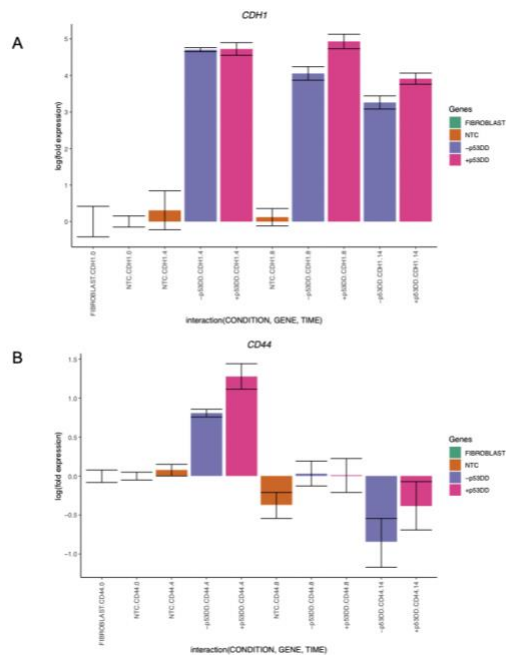 A
CDH1
log(fold expression)
5
4
3
2
1
0
Genes
FIBROBLAST
NTC
−p53DD
+p53DD
FIBROBLAST.CDH1.0
NTC.CDH1.0
NTC.CDH1.4
−p53DD.CDH1.4
+p53DD.CDH1.4
NTC.CDH1.8
−p53DD.CDH1.8
+p53DD.CDH1.8
−p53DD.CDH1.14
+p53DD.CDH1.14
interaction(CONDITION, GENE, TIME)
B
CD44
log(fold expression)
1.5
1.0
0.5
0.0
−0.5
−1.0
Genes
FIBROBLAST
NTC
−p53DD
+p53DD
FIBROBLAST.CD44.0
NTC.CD44.0
NTC.CD44.4
−p53DD.CD44.4
+p53DD.CD44.4
NTC.CD44.8
−p53DD.CD44.8
+p53DD.CD44.8
−p53DD.CD44.14
+p53DD.CD44.14
interaction(CONDITION, GENE, TIME)